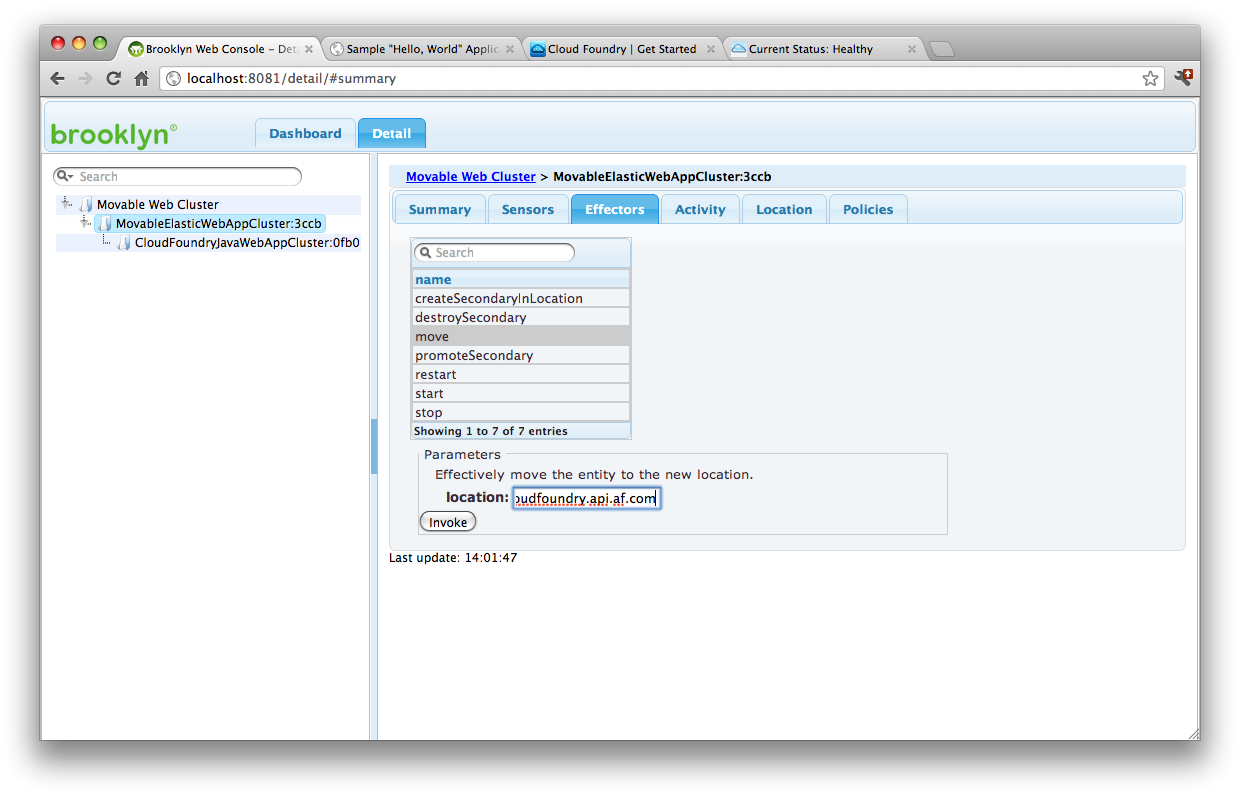 Brooklyn Web Console – Det
Sample "Hello, World" Applic
Cloud Foundry | Get Started
Current Status: Healthy
localhost:8081/detail/#summary
brooklyn®
Dashboard
Detail
Search
Movable Web Cluster
MovableElasticWebAppCluster:3ccb
CloudFoundryJavaWebAppCluster:0fb0
Movable Web Cluster > MovableElasticWebAppCluster:3ccb
Summary
Sensors
Effectors
Activity
Location
Policies
Search
name
createSecondaryInLocation
destroySecondary
move
promoteSecondary
restart
start
stop
Showing 1 to 7 of 7 entries
Parameters
Effectively move the entity to the new location.
location: oudfoundry.api.af.com
Invoke
Last update: 14:01:47